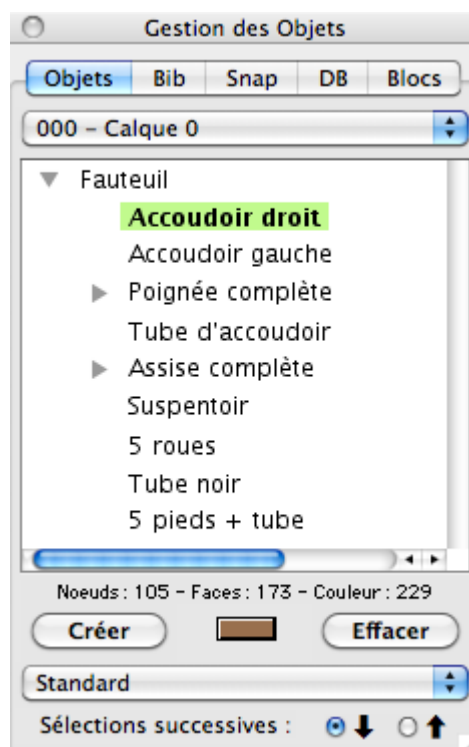 Gestion des Objets
Objets Bib Snap DB Blocs
000 – Calque 0
Fauteuil
Accoudoir droit
Accoudoir gauche
Poignée complète
Tube d'accoudoir
Assise complète
Suspentoir
5 roues
Tube noir
5 pieds + tube
Noeuds : 105 – Faces : 173 – Couleur : 229
Créer Effacer
Standard
Sélections successives :